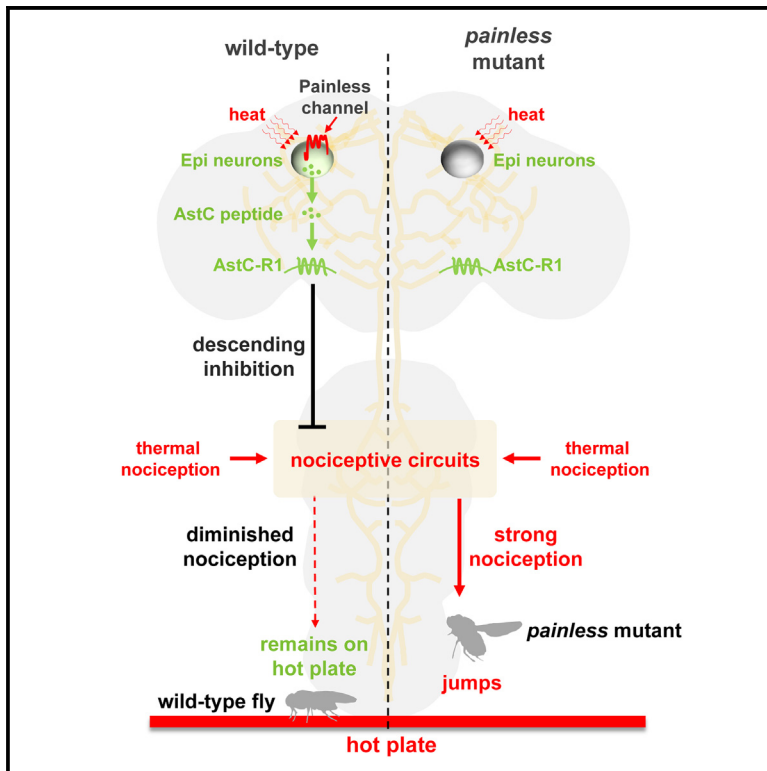 wild-type
painless
mutant
Painless
channel
heat
heat
Epi neurons
Epi neurons
AstC peptide
AstC-R1
AstC-R1
descending
inhibition
thermal
nociception
nociceptive circuits
thermal
nociception
diminished
nociception
strong
nociception
remains on
hot plate
painless mutant
jumps
wild-type fly
hot plate